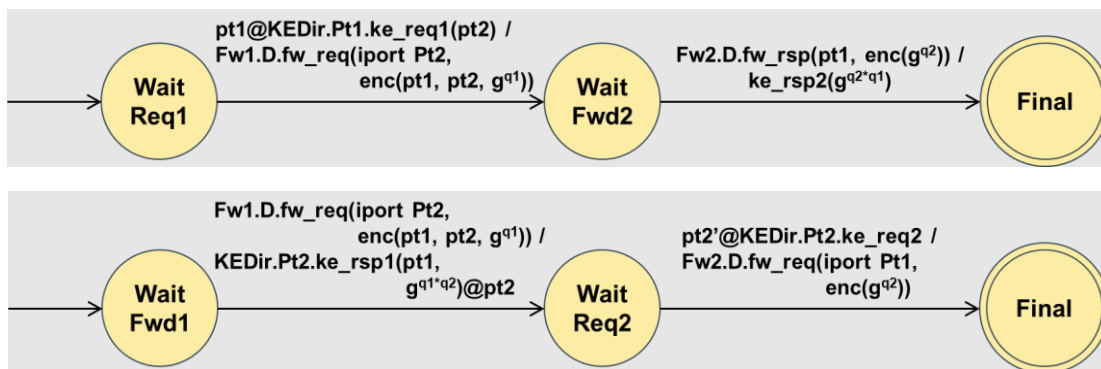 pt1@KEDir.Pt1.ke_req1(pt2) /
Fw1.D.fw_req(iport Pt2,
enc(pt1, pt2, g^q1))
Fw2.D.fw_rsp(pt1, enc(g^q2)) /
ke_rsp2(g^q2*q1)
Wait
Req1
Wait
Fwd2
Final
Fw1.D.fw_req(iport Pt2,
enc(pt1, pt2, g^q1)) /
KEDir.Pt2.ke_rsp1(pt1,
g^q1*q2)@pt2
pt2'@KEDir.Pt2.ke_req2 /
Fw2.D.fw_req(iport Pt1,
enc(g^q2))
Wait
Fwd1
Wait
Req2
Final